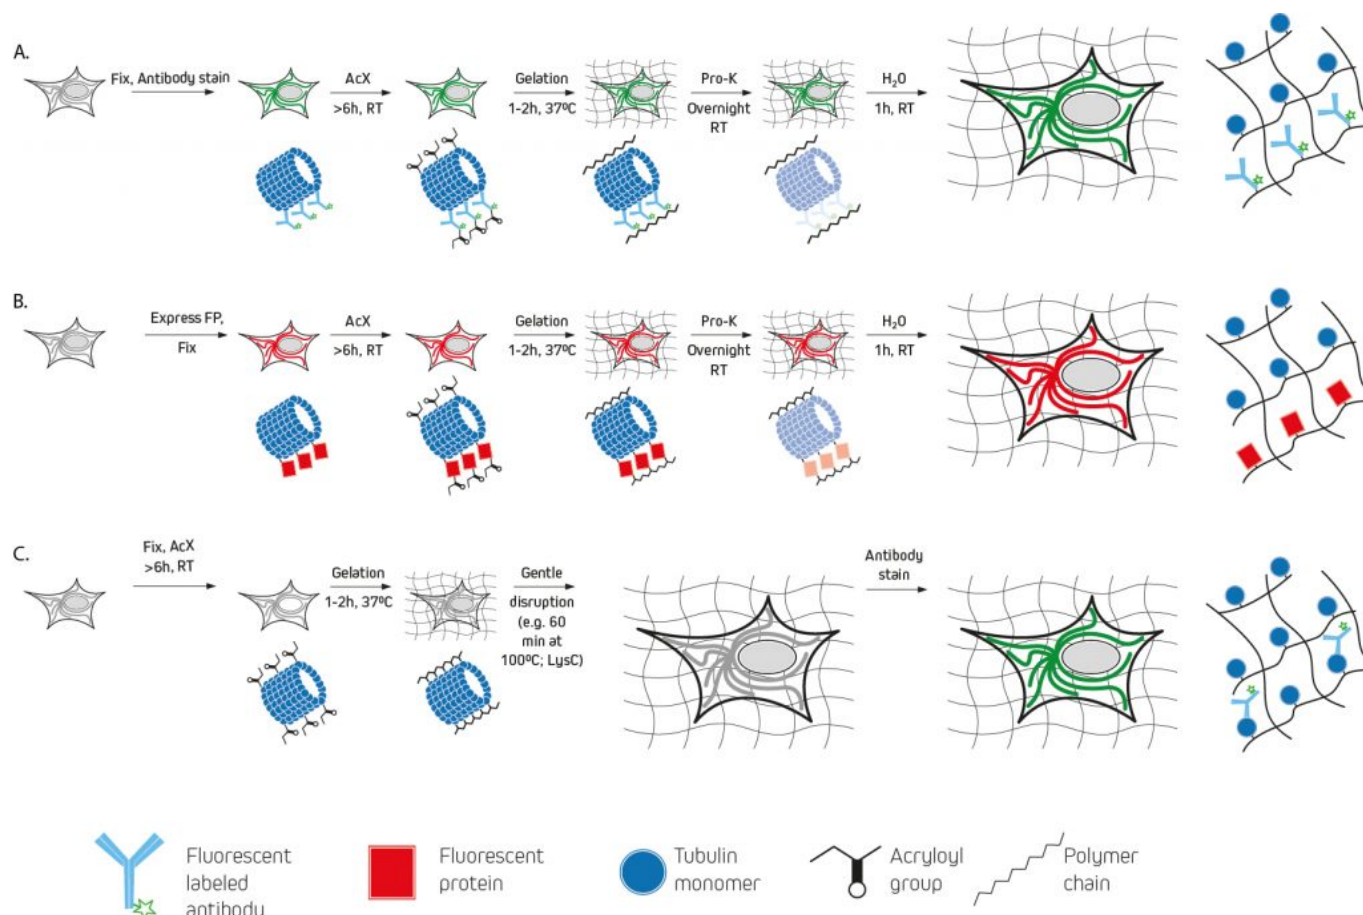 A.
Fix, Antibody stain
AcX
>6h, RT
Gelation
1-2h, 37ºC
Pro-K
Overnight
RT
H₂O
1h, RT
B.
Express FP,
Fix
AcX
>6h, RT
Gelation
1-2h, 37ºC
Pro-K
Overnight
RT
H₂O
1h, RT
C.
Fix, AcX
>6h, RT
Gelation
1-2h, 37ºC
Gentle
disruption
(e.g. 60
min at
100ºC; LysC)
Antibody
stain
Fluorescent
labeled
antibody
Fluorescent
protein
Tubulin
monomer
Acryloyl
group
Polymer
chain